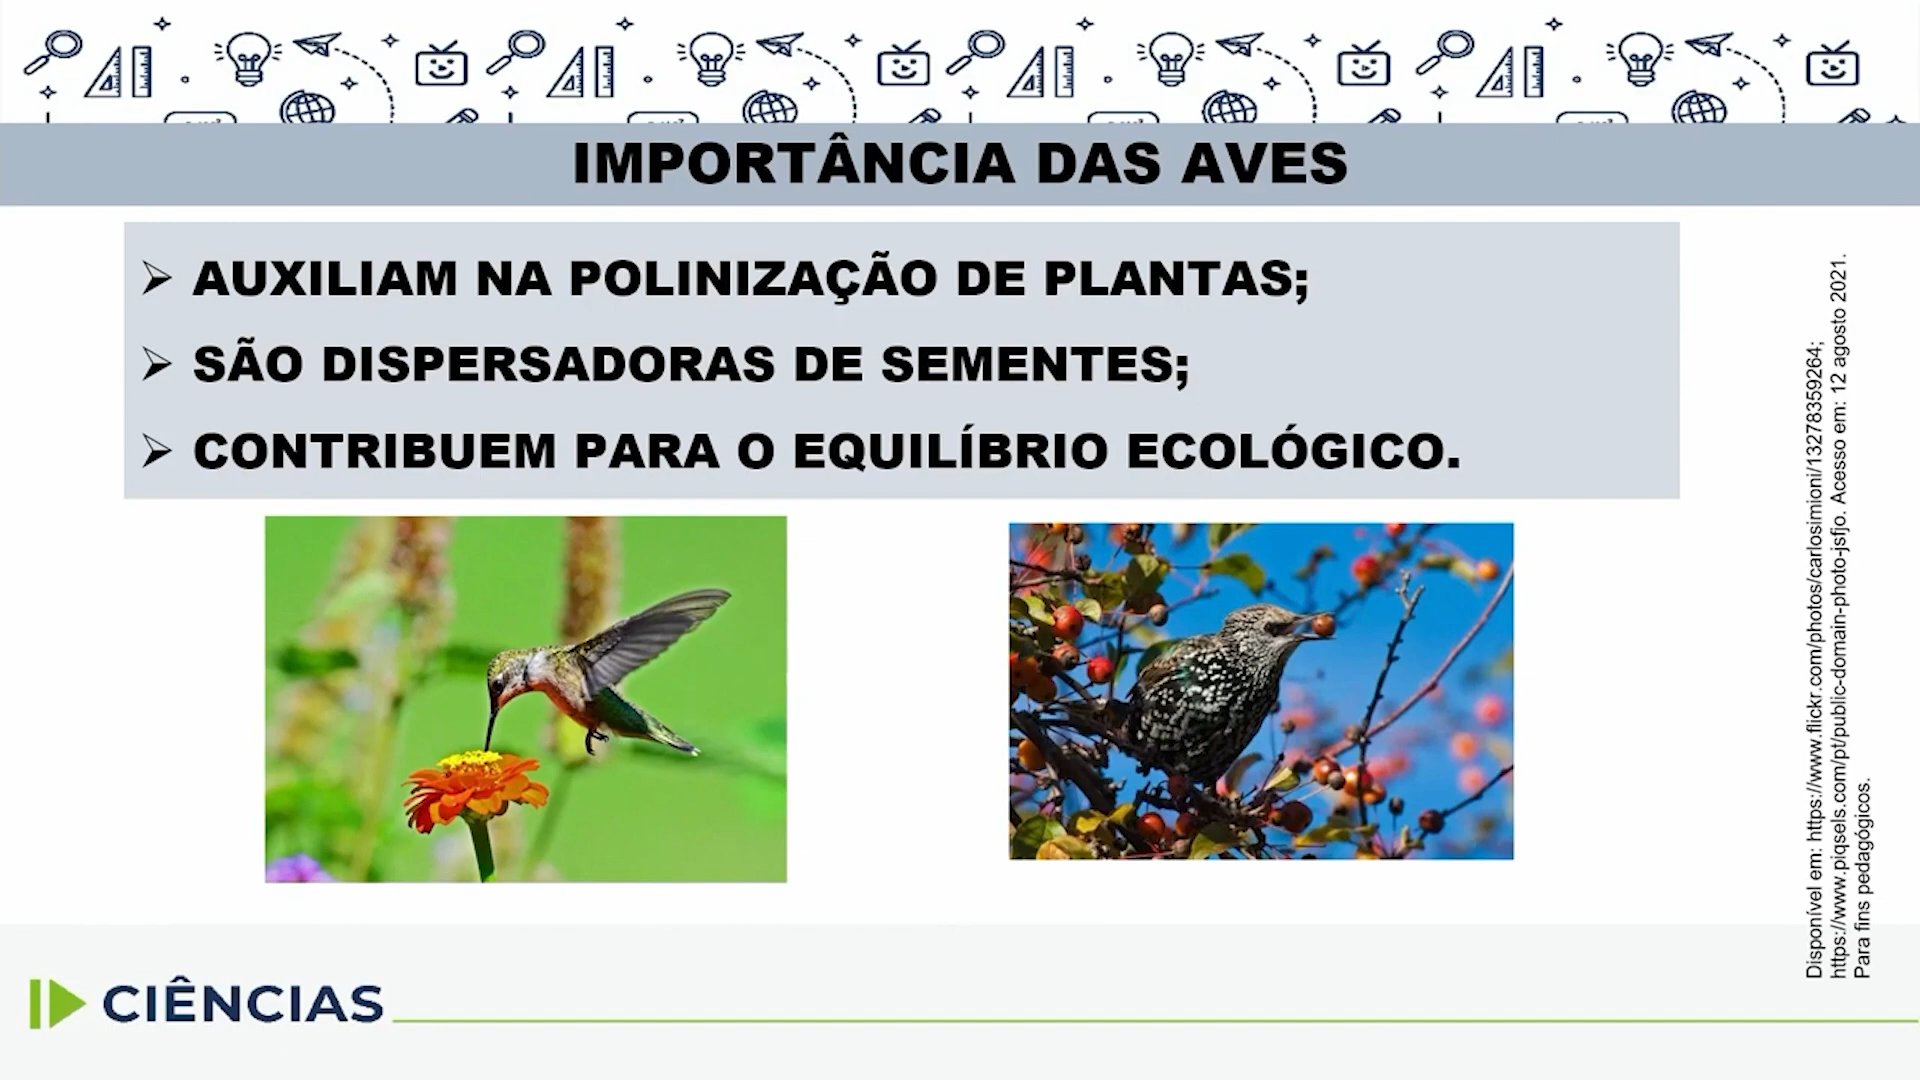 IMPORTÂNCIA DAS AVES
➢ AUXILIAM NA POLINIZAÇÃO DE PLANTAS;
➢ SÃO DISPERSADORAS DE SEMENTES;
➢ CONTRIBUEM PARA O EQUILÍBRIO ECOLÓGICO.
Disponível em: https://www.flickr.com/photos/carlosimioni/13278359264;
https://www.piqsels.com/pt/public-domain-photo-jsfjo. Acesso em: 12 agosto 2021.
Para fins pedagógicos.
CIÊNCIAS